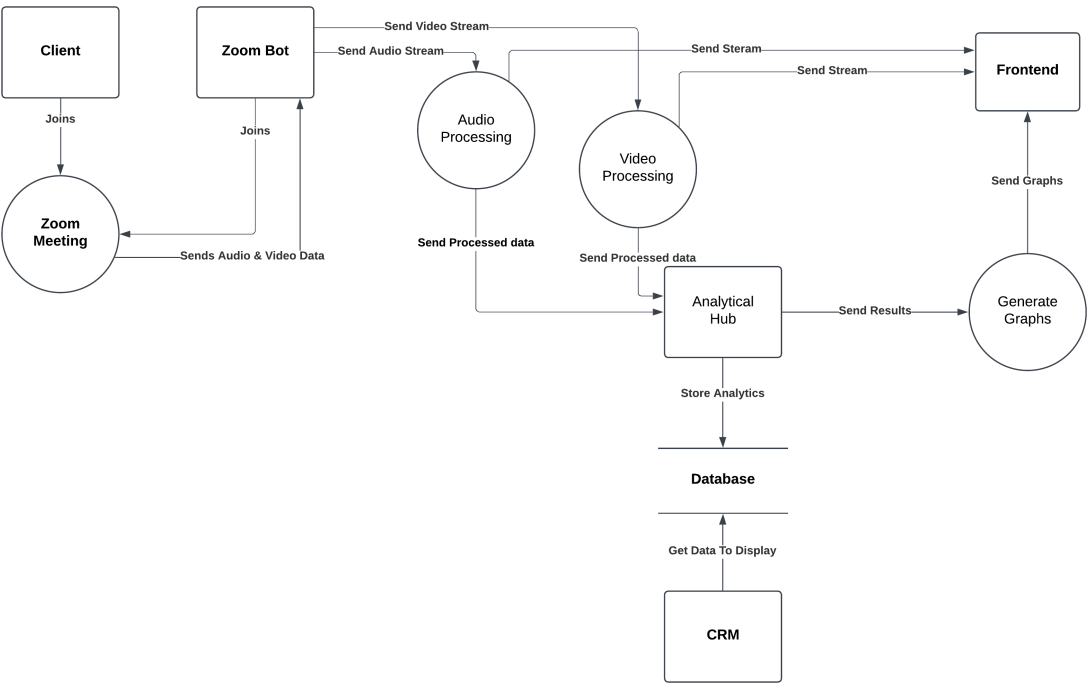 Client
Zoom Bot
Send Video Stream
Send Audio Stream
Send Steram
Send Stream
Frontend
Joins
Joins
Audio
Processing
Video
Processing
Send Graphs
Zoom
Meeting
Sends Audio & Video Data
Send Processed data
Send Processed data
Analytical
Hub
Send Results
Generate
Graphs
Store Analytics
Database
Get Data To Display
CRM